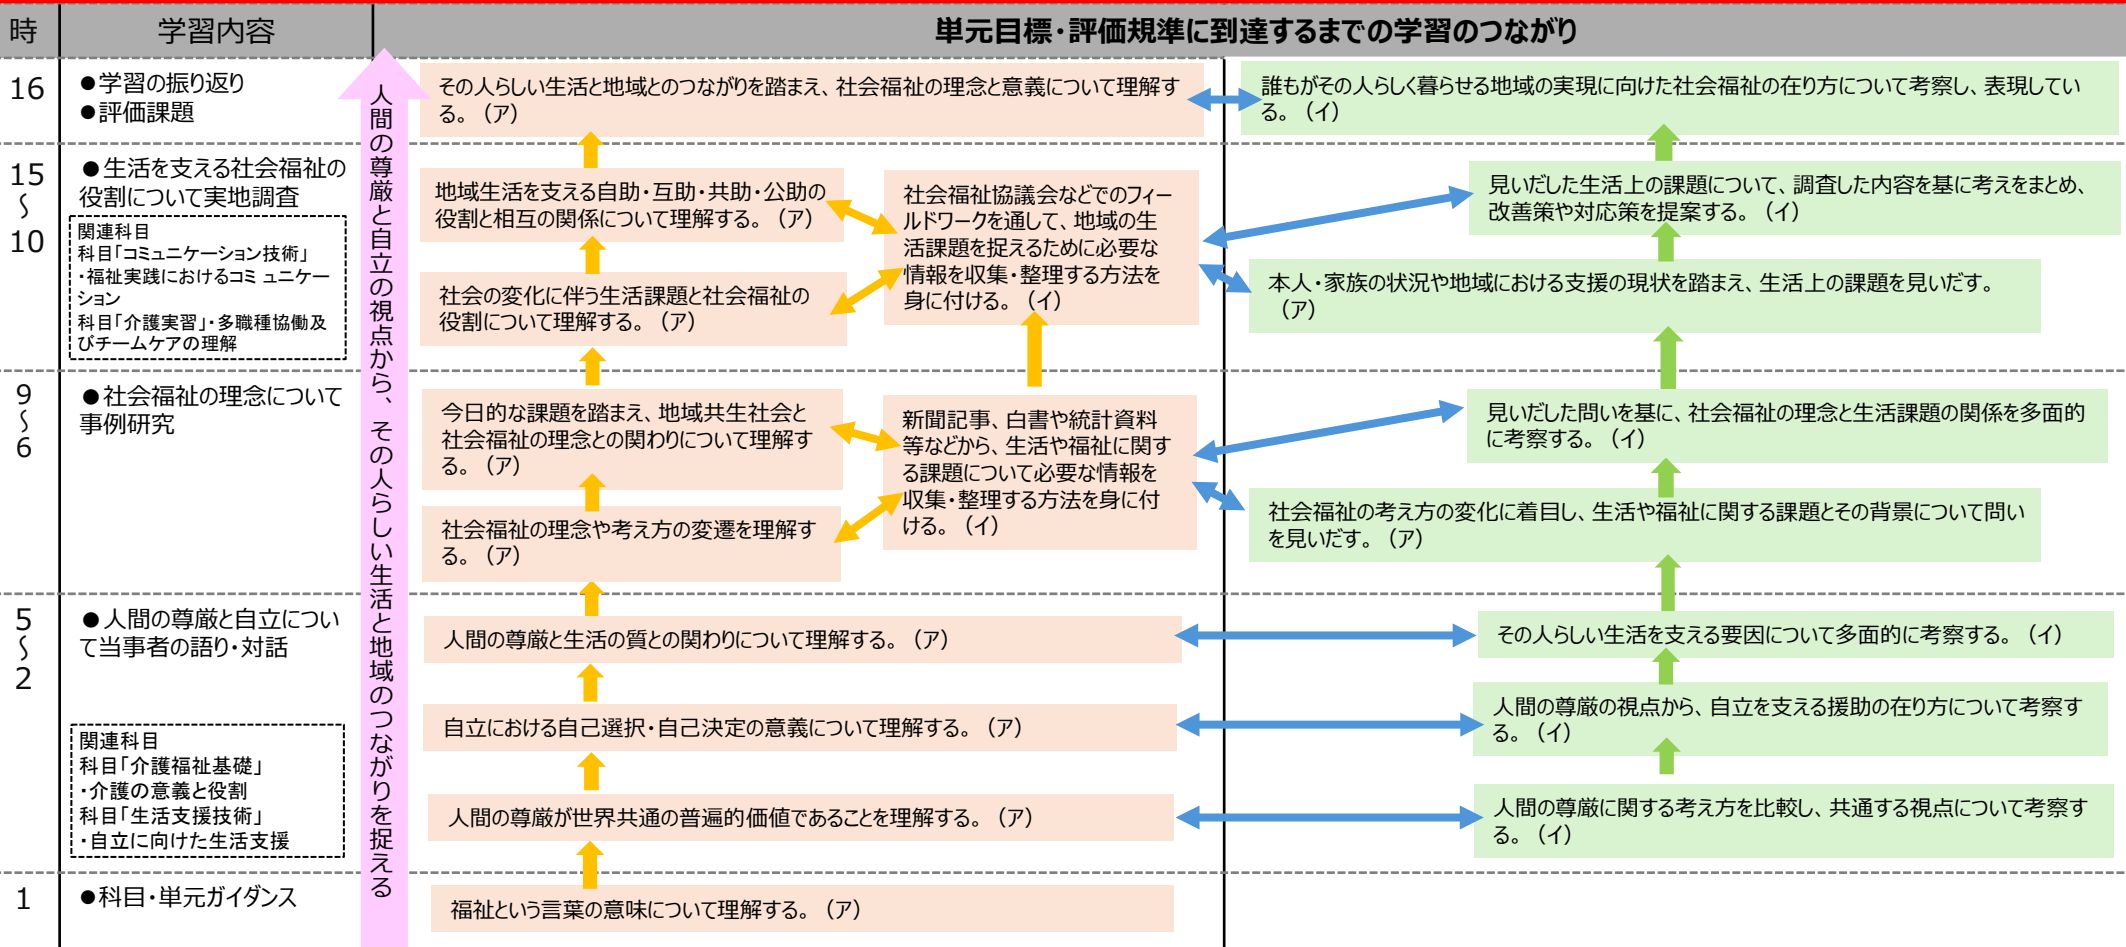 時
学習内容
単元目標・評価規準に到達するまでの学習のつながり
人間の尊厳と自立の視点から、その人らしい生活と地域のつながりを捉える
16
●学習の振り返り
●評価課題
その人らしい生活と地域とのつながりを踏まえ、社会福祉の理念と意義について理解す
る。（ア）
誰もがその人らしく暮らせる地域の実現に向けた社会福祉の在り方について考察し、表現してい
る。（イ）
15
～
10
●生活を支える社会福祉の
役割について実地調査
関連科目
科目「コミュニケーション技術」
・福祉実践におけるコミュニケー
ション
科目「介護実習」・多職種協働及
びチームケアの理解
地域生活を支える自助・互助・共助・公助の
役割と相互の関係について理解する。（ア）
社会の変化に伴う生活課題と社会福祉の
役割について理解する。（ア）
社会福祉協議会などでのフィー
ルドワークを通して、地域の生
活課題を捉えるために必要な
情報を収集・整理する方法を
身に付ける。（イ）
見いだした生活上の課題について、調査した内容を基に考えをまとめ、
改善策や対応策を提案する。（イ）
本人・家族の状況や地域における支援の現状を踏まえ、生活上の課題を見いだす。
（ア）
9
～
6
●社会福祉の理念について
事例研究
今日的な課題を踏まえ、地域共生社会と
社会福祉の理念との関わりについて理解す
る。（ア）
社会福祉の理念や考え方の変遷を理解す
る。（ア）
新聞記事、白書や統計資料
等などから、生活や福祉に関す
る課題について必要な情報を
収集・整理する方法を身に付
ける。（イ）
見いだした問いを基に、社会福祉の理念と生活課題の関係を多面的
に考察する。（イ）
社会福祉の考え方の変化に着目し、生活や福祉に関する課題とその背景について問い
を見いだす。（ア）
5
～
2
●人間の尊厳と自立につい
て当事者の語り・対話
関連科目
科目「介護福祉基礎」
・介護の意義と役割
科目「生活支援技術」
・自立に向けた生活支援
人間の尊厳と生活の質との関わりについて理解する。（ア）
その人らしい生活を支える要因について多面的に考察する。（イ）
自立における自己選択・自己決定の意義について理解する。（ア）
人間の尊厳の視点から、自立を支える援助の在り方について考察す
る。（イ）
人間の尊厳が世界共通の普遍的価値であることを理解する。（ア）
人間の尊厳に関する考え方を比較し、共通する視点について考察す
る。（イ）
1
●科目・単元ガイダンス
福祉という言葉の意味について理解する。（ア）